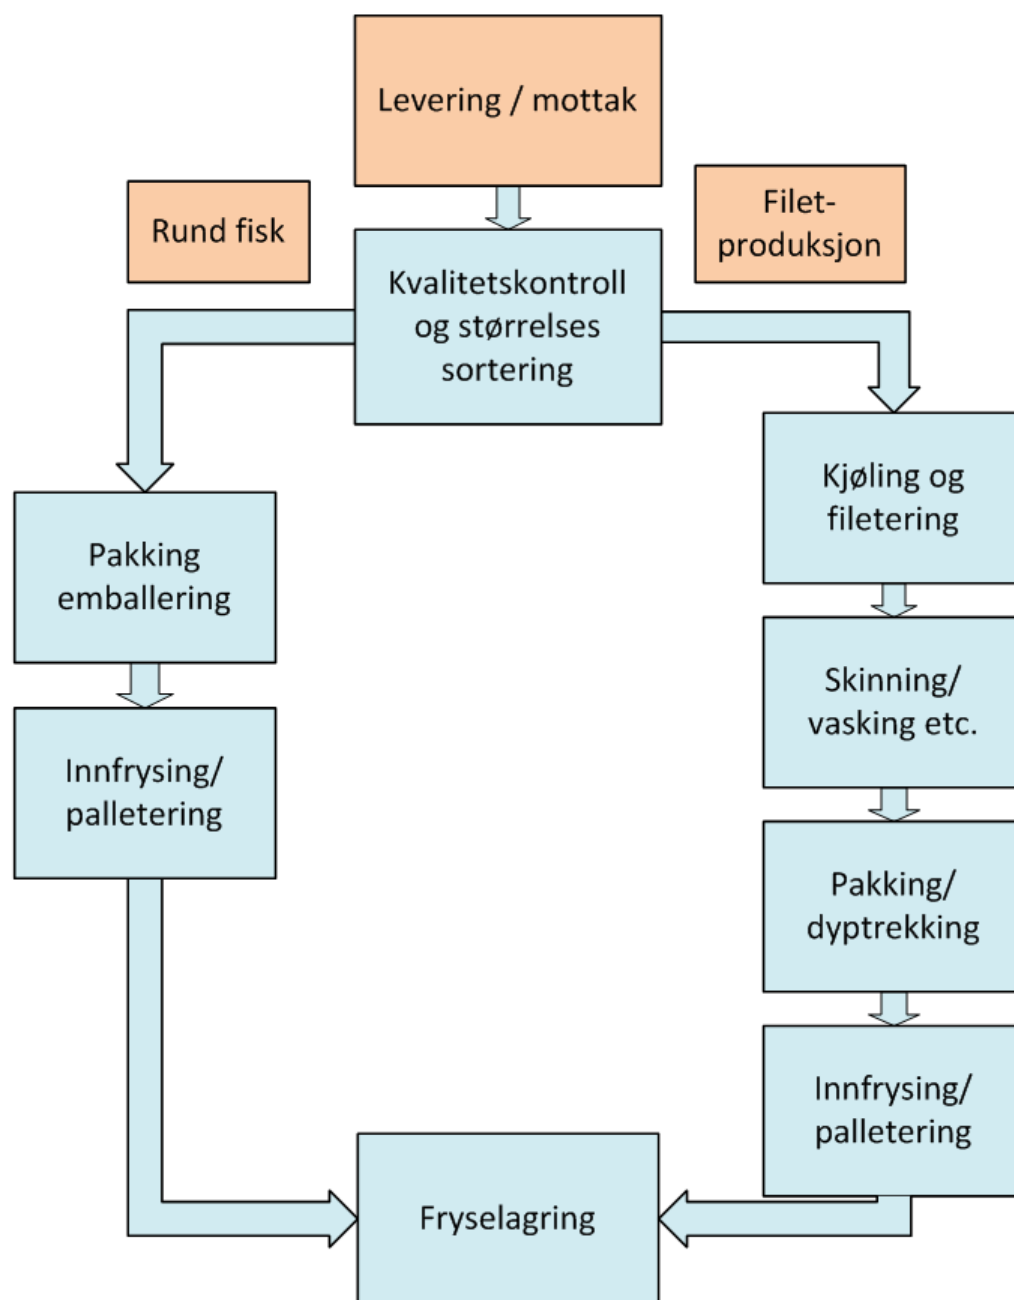 Levering / mottak
Rund fisk
Filet-
produksjon
Kvalitetskontroll
og størrelses
sortering
Pakking
emballering
Innfrysing/
palletering
Kjøling og
filetering
Skinning/
vasking etc.
Pakking/
dyptrekking
Innfrysing/
palletering
Fryselagring